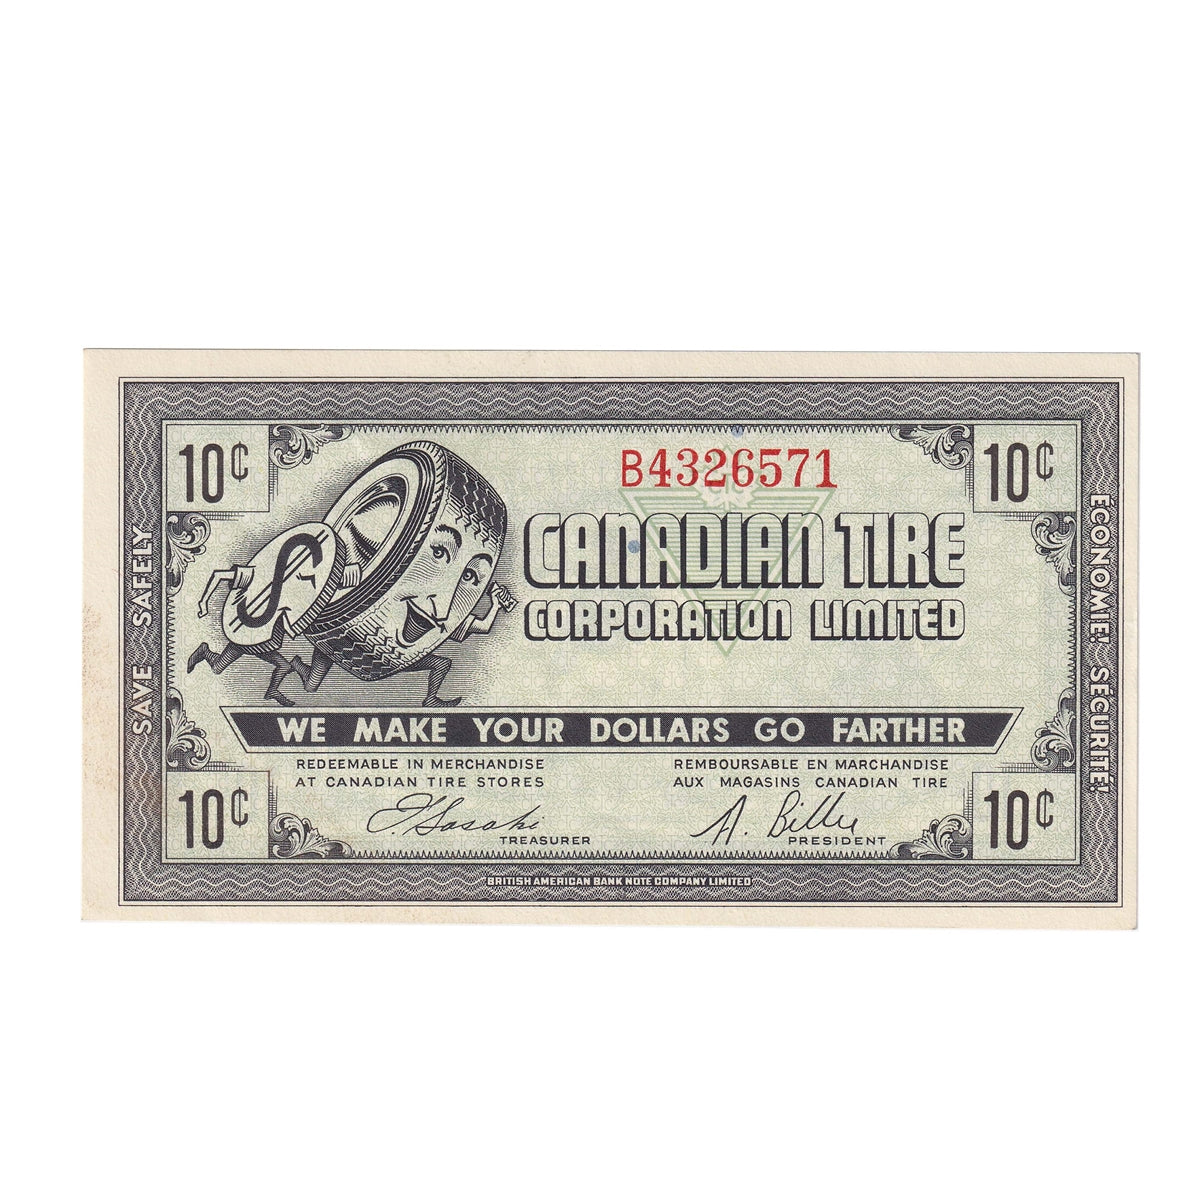 10¢
B4326571
10¢
CTC
$
CANADIAN TIRE
CORPORATION LIMITED
SAVE SAFELY
ÉCONOMIE! SÉCURITÉ!
WE MAKE YOUR DOLLARS GO FARTHER
REDEEMABLE IN MERCHANDISE
AT CANADIAN TIRE STORES
REMBOURSABLE EN MARCHANDISE
AUX MAGASINS CANADIAN TIRE
10¢
TREASURER
PRESIDENT
10¢
BRITISH AMERICAN BANK NOTE COMPANY LIMITED